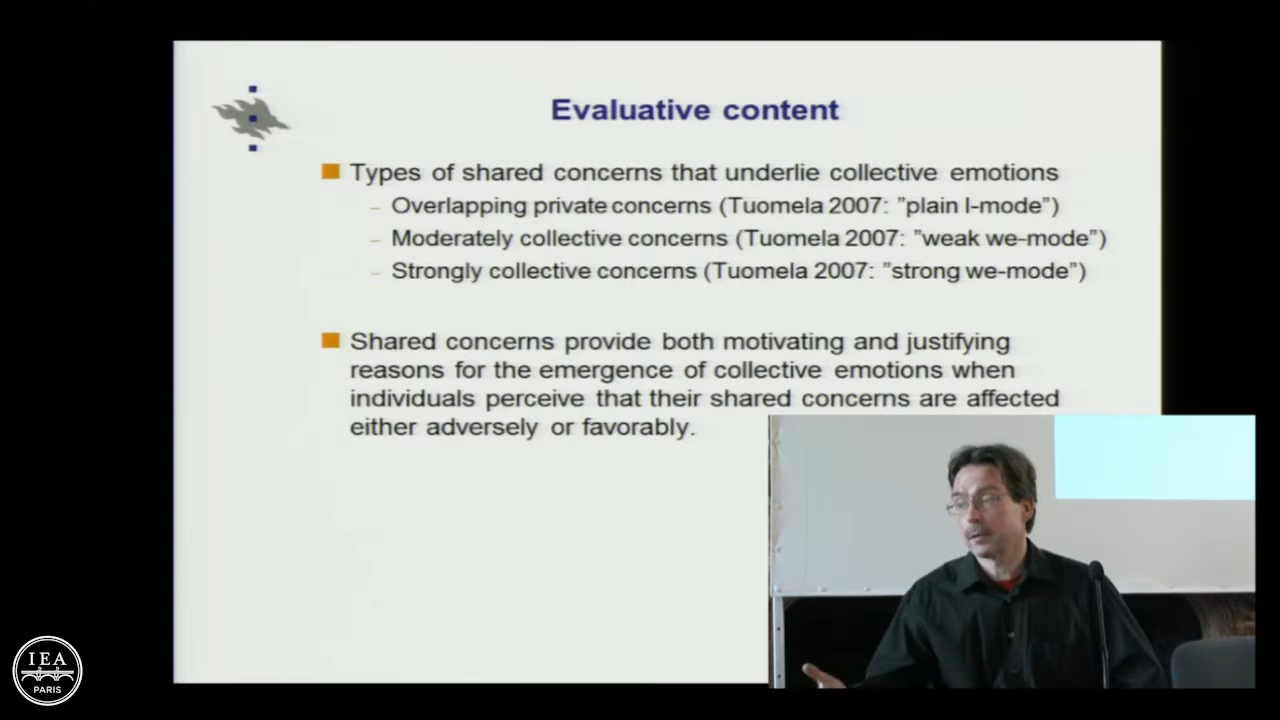 Evaluative content
Types of shared concerns that underlie collective emotions
– Overlapping private concerns (Tuomela 2007: ”plain I-mode”)
– Moderately collective concerns (Tuomela 2007: ”weak we-mode”)
– Strongly collective concerns (Tuomela 2007: ”strong we-mode”)
Shared concerns provide both motivating and justifying
reasons for the emergence of collective emotions when
individuals perceive that their shared concerns are affected
either adversely or favorably.
IEA
PARIS